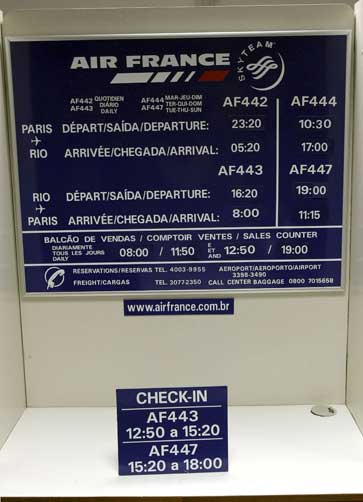 AIR FRANCE SKYTEAM
AF442 QUOTIDIEN AF444 MAR-JEU-DIM AF442 AF444
AF443 DIÁRIO DAILY AF447 TER-QUI-DOM TUE-THU-SUN
PARIS DÉPART/SAÍDA/DEPARTURE: 23:20 10:30
RIO ARRIVÉE/CHEGADA/ARRIVAL: 05:20 17:00
AF443 AF447
RIO DÉPART/SAÍDA/DEPARTURE: 16:20 19:00
PARIS ARRIVÉE/CHEGADA/ARRIVAL: 8:00 11:15
BALCÃO DE VENDAS / COMPTOIR VENTES / SALES COUNTER
DIARIAMENTE TOUS LES JOURS DAILY 08:00 / 11:50 E ET AND 12:50 / 19:00
RESERVATIONS/RESERVAS TEL. 4003-9955 AEROPORT/AEROPORTO/AIRPORT
3398-3490
FREIGHT/CARGAS TEL. 30772350 CALL CENTER BAGGAGE 0800 7015658
www.airfrance.com.br
CHECK-IN
AF443
12:50 a 15:20
AF447
15:20 a 18:00